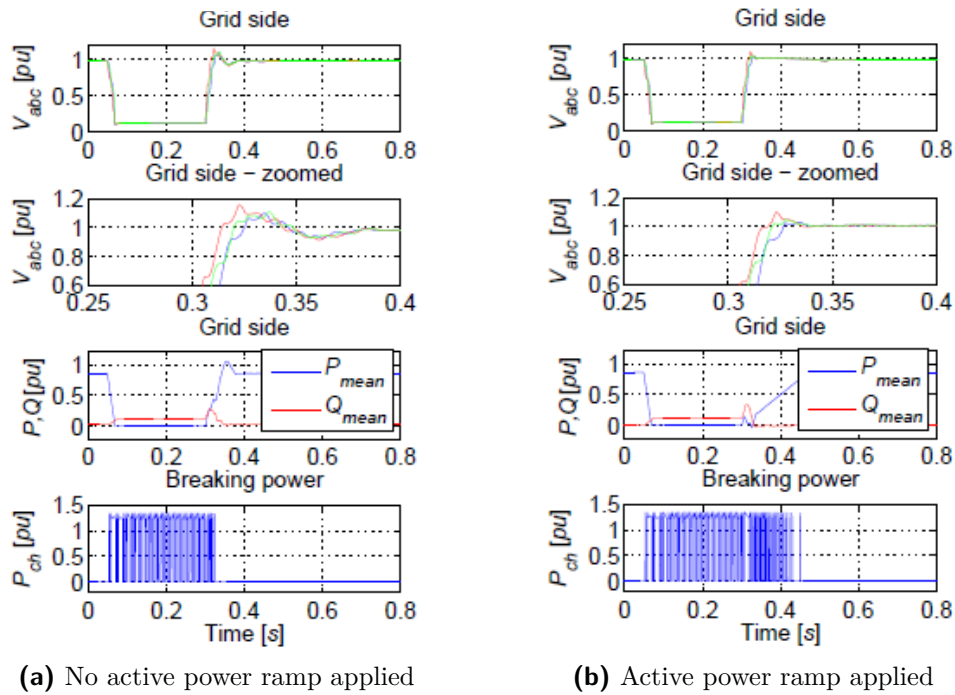 Grid side
V_abc [pu]
1
0.5
0
0 0.2 0.4 0.6 0.8
Grid side − zoomed
V_abc [pu]
1.2
1
0.8
0.6
0.25 0.3 0.35 0.4
Grid side
P,Q [pu]
1
0.5
0
P_mean
Q_mean
0 0.2 0.4 0.6 0.8
Breaking power
P_ch [pu]
1.5
1
0.5
0
0 0.2 0.4 0.6 0.8
Time [s]
(a) No active power ramp applied
Grid side
V_abc [pu]
1
0.5
0
0 0.2 0.4 0.6 0.8
Grid side − zoomed
V_abc [pu]
1.2
1
0.8
0.6
0.25 0.3 0.35 0.4
Grid side
P,Q [pu]
1
0.5
0
P_mean
Q_mean
0 0.2 0.4 0.6 0.8
Breaking power
P_ch [pu]
1.5
1
0.5
0
0 0.2 0.4 0.6 0.8
Time [s]
(b) Active power ramp applied